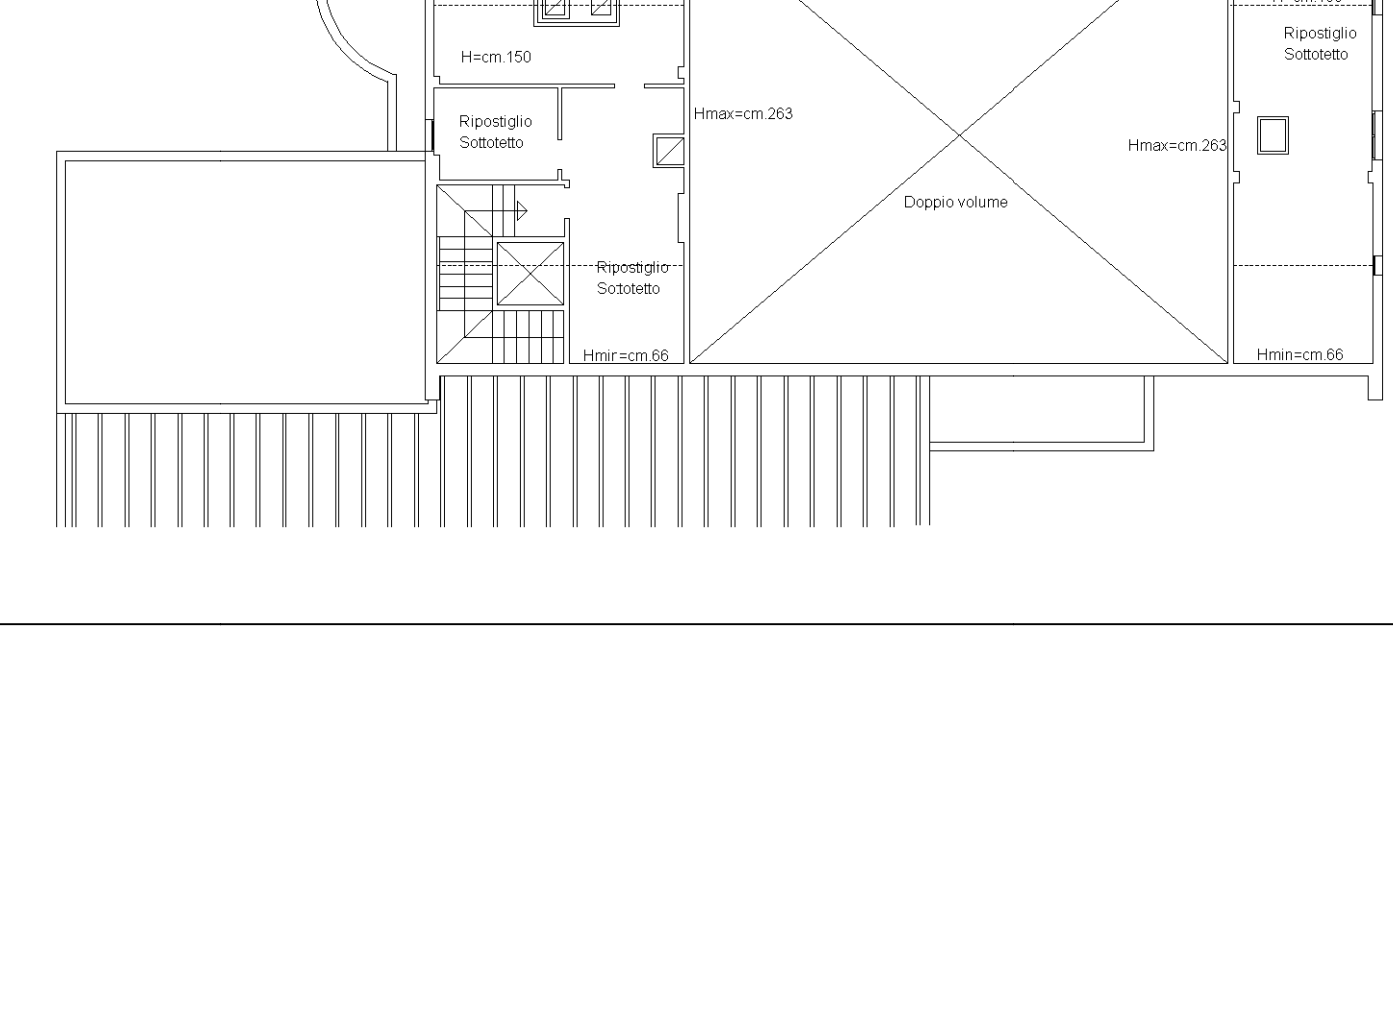 Ripostiglio
Sottotetto
H=cm.150
Hmax=cm.263
Ripostiglio
Sottotetto
Hmax=cm.263
Doppio volume
Ripostiglio
Sottotetto
Hmin=cm.66
Hmin=cm.66